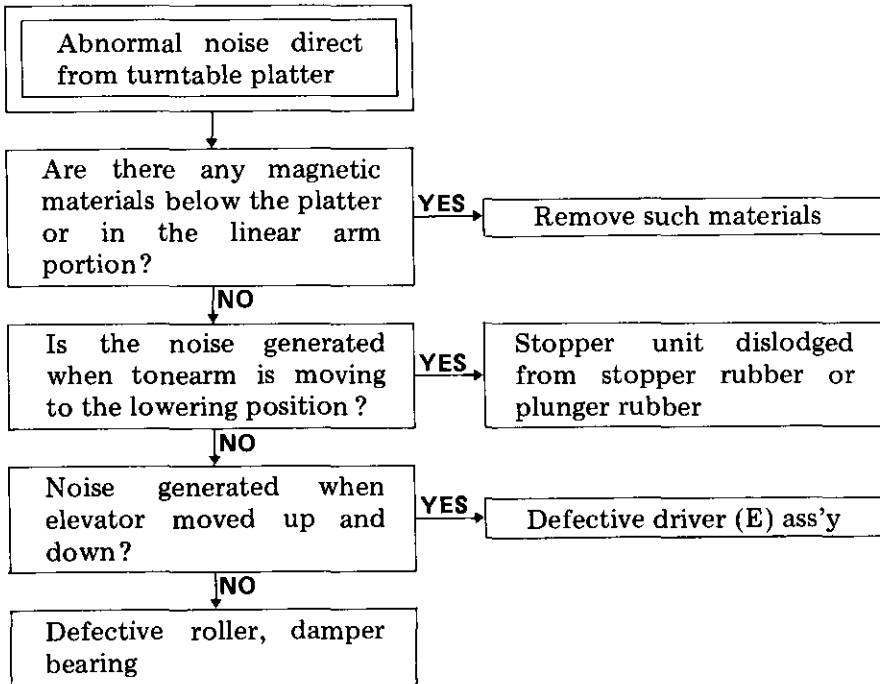 Abnormal noise direct
from turntable platter
Are there any magnetic
materials below the platter
or in the linear arm
portion?
YES
Remove such materials
NO
Is the noise generated
when tonearm is moving
to the lowering position?
YES
Stopper unit dislodged
from stopper rubber or
plunger rubber
NO
Noise generated when
elevator moved up and
down?
YES
Defective driver (E) ass'y
NO
Defective roller, damper
bearing